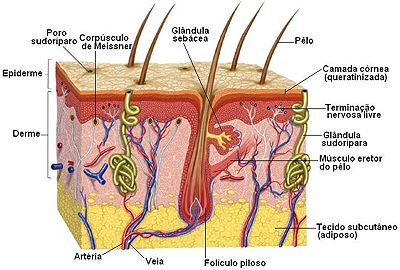 Poro
sudoríparo
Corpúsculo
de Meissner
Glândula
sebácea
Pêlo
Epiderme
Camada córnea
(queratinizada)
Derme
Terminação
nervosa livre
Glândula
sudorípara
Músculo eretor
do pêlo
Tecido subcutâneo
(adiposo)
Artéria
Veia
Folículo piloso